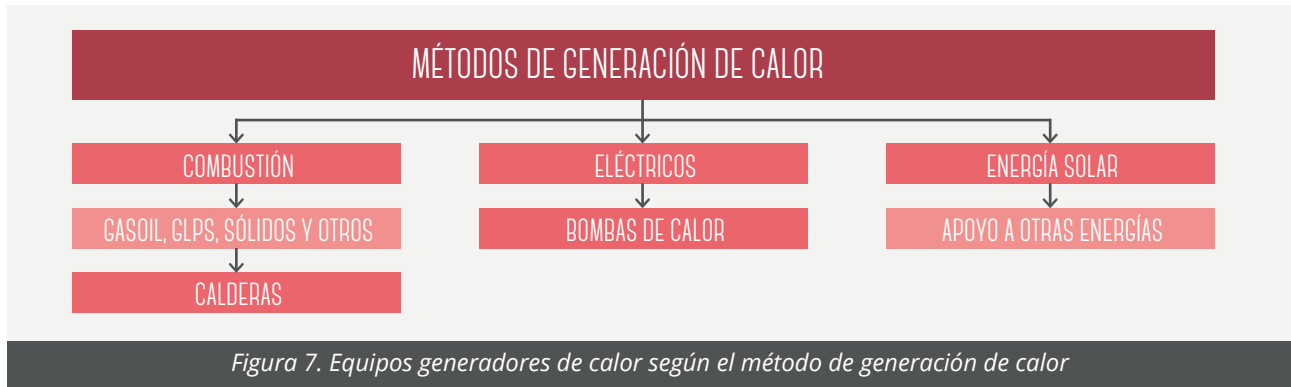 MÉTODOS DE GENERACIÓN DE CALOR
COMBUSTIÓN
ELÉCTRICOS
ENERGÍA SOLAR
GASOIL, GLPS, SÓLIDOS Y OTROS
BOMBAS DE CALOR
APOYO A OTRAS ENERGÍAS
CALDERAS
Figura 7. Equipos generadores de calor según el método de generación de calor